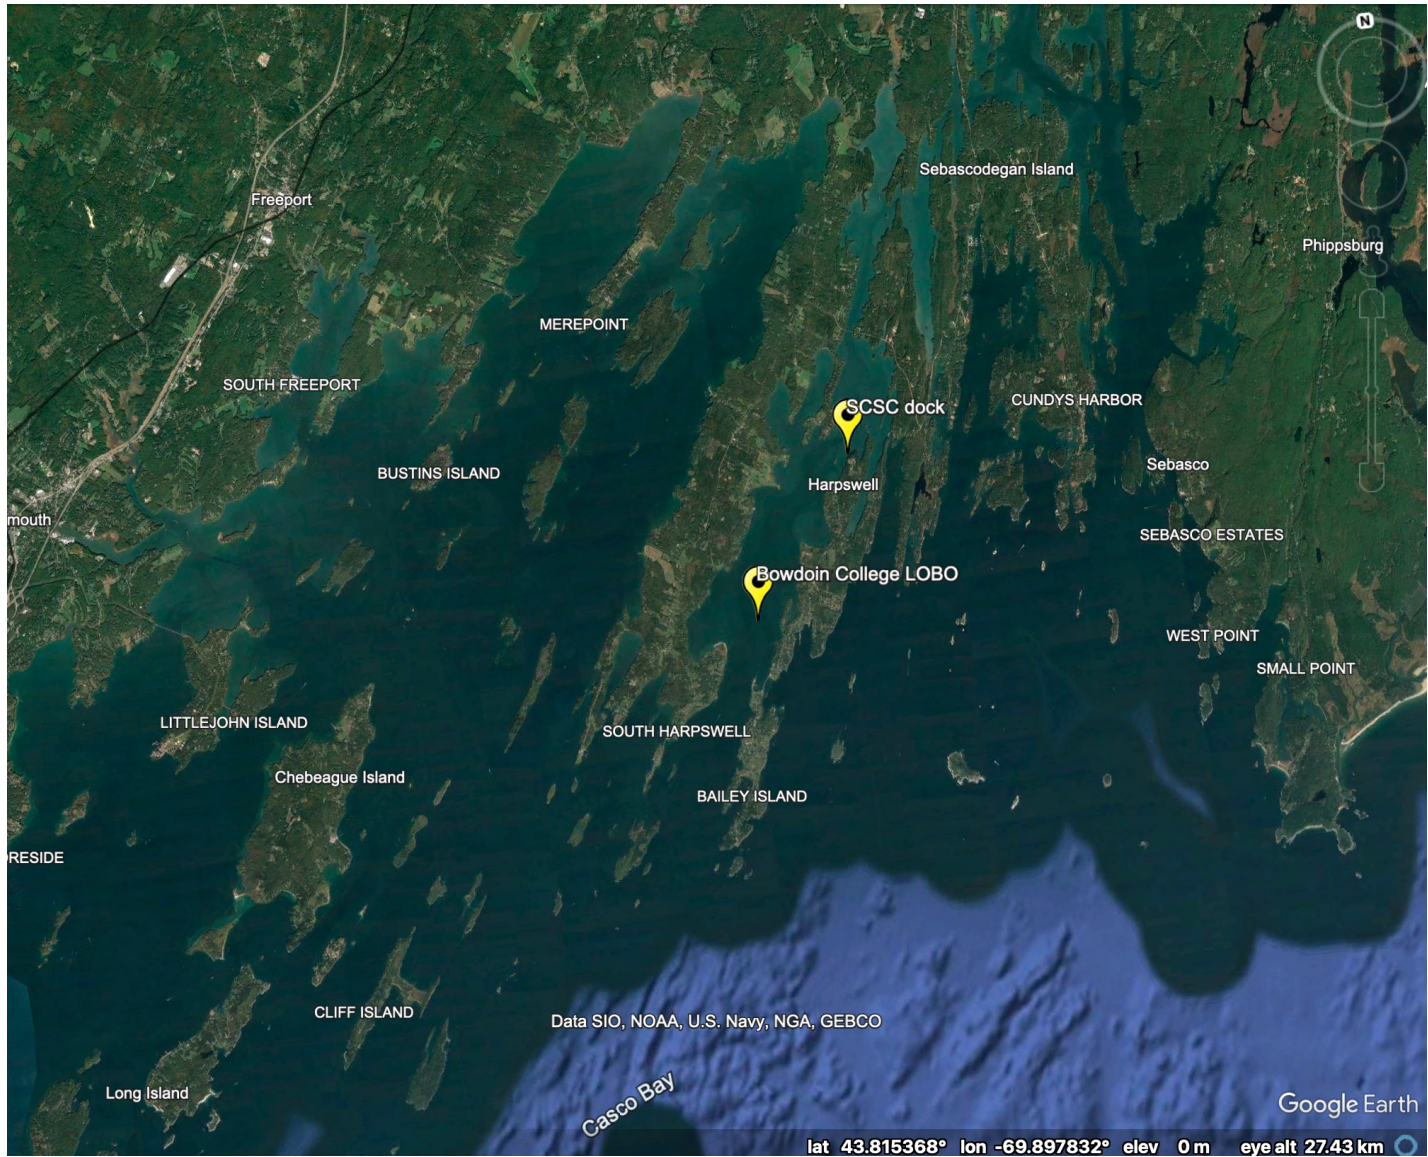 N
Sebascodegan Island
Freeport
Phippsburg
MEREPOINT
SOUTH FREEPORT
CUNDYS HARBOR
SCSC dock
BUSTINS ISLAND
Sebasco
Harpswell
mouth
SEBASCO ESTATES
Bowdoin College LOBO
WEST POINT
SMALL POINT
LITTLEJOHN ISLAND
SOUTH HARPSWELL
Chebeague Island
BAILEY ISLAND
RESIDE
CLIFF ISLAND
Data SIO, NOAA, U.S. Navy, NGA, GEBCO
Long Island
Casco Bay
Google Earth
lat 43.815368° lon -69.897832° elev 0 m eye alt 27.43 km